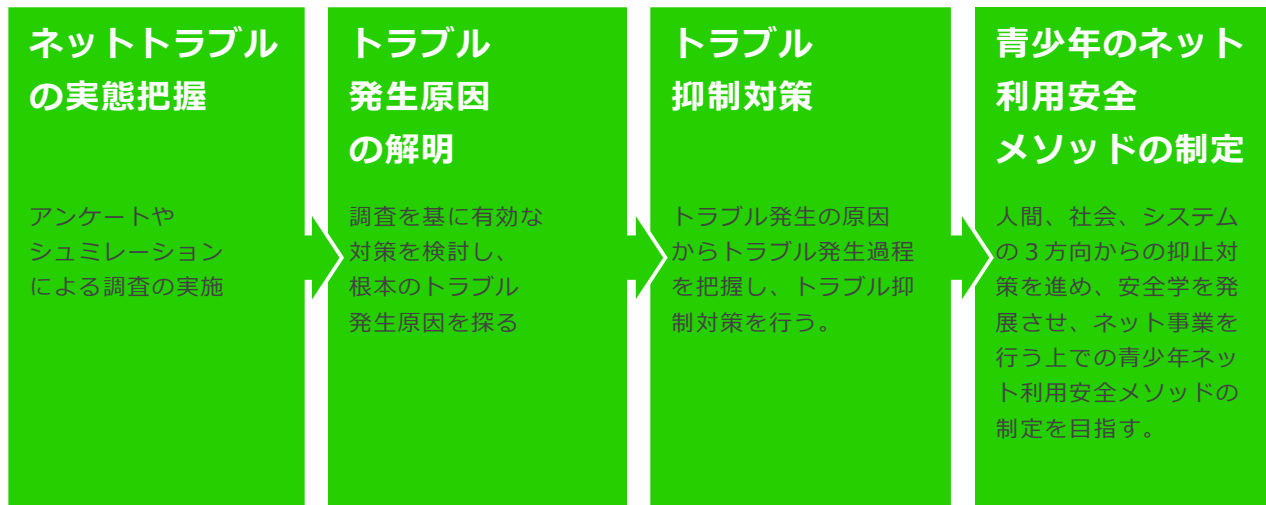 ネットトラブル
の実態把握
アンケートや
シュミレーション
による調査の実施
トラブル
発生原因
の解明
調査を基に有効な
対策を検討し、
根本のトラブル
発生原因を探る
トラブル
抑制対策
トラブル発生の原因
からトラブル発生過程
を把握し、トラブル抑
制対策を行う。
青少年のネット
利用安全
メソッドの制定
人間、社会、システム
の３方向からの抑止対
策を進め、安全学を発
展させ、ネット事業を
行う上での青少年ネッ
ト利用安全メソッドの
制定を目指す。